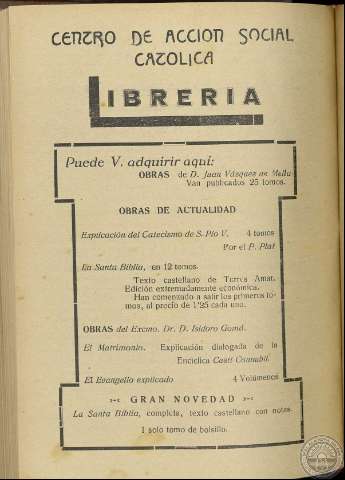 CENTRO DE ACCION SOCIAL
CATOLICA
LIBRERIA
Puede V. adquirir aquí:
OBRAS de D. Juan Vázquez de Mella
Van publicados 25 tomos.
OBRAS DE ACTUALIDAD
Explicación del Catecismo de S. Pío V. 4 tomos
Por el P. Plat
En Santa Biblia, en 12 tomos.
Texto castellano de Torres Amat.
Edición extremadamente económica.
Han comenzado a salir los primeros to-
mos, al precio de 1'25 cada uno.
OBRAS del Excmo. Dr. D. Isidoro Gomá.
El Matrimonio. Explicación dialogada de la
Encíclica Casti Connubii.
El Evangelio explicado 4 Volúmenes
GRAN NOVEDAD
La Santa Biblia, completa, texto castellano con notas
1 solo tomo de bolsillo.